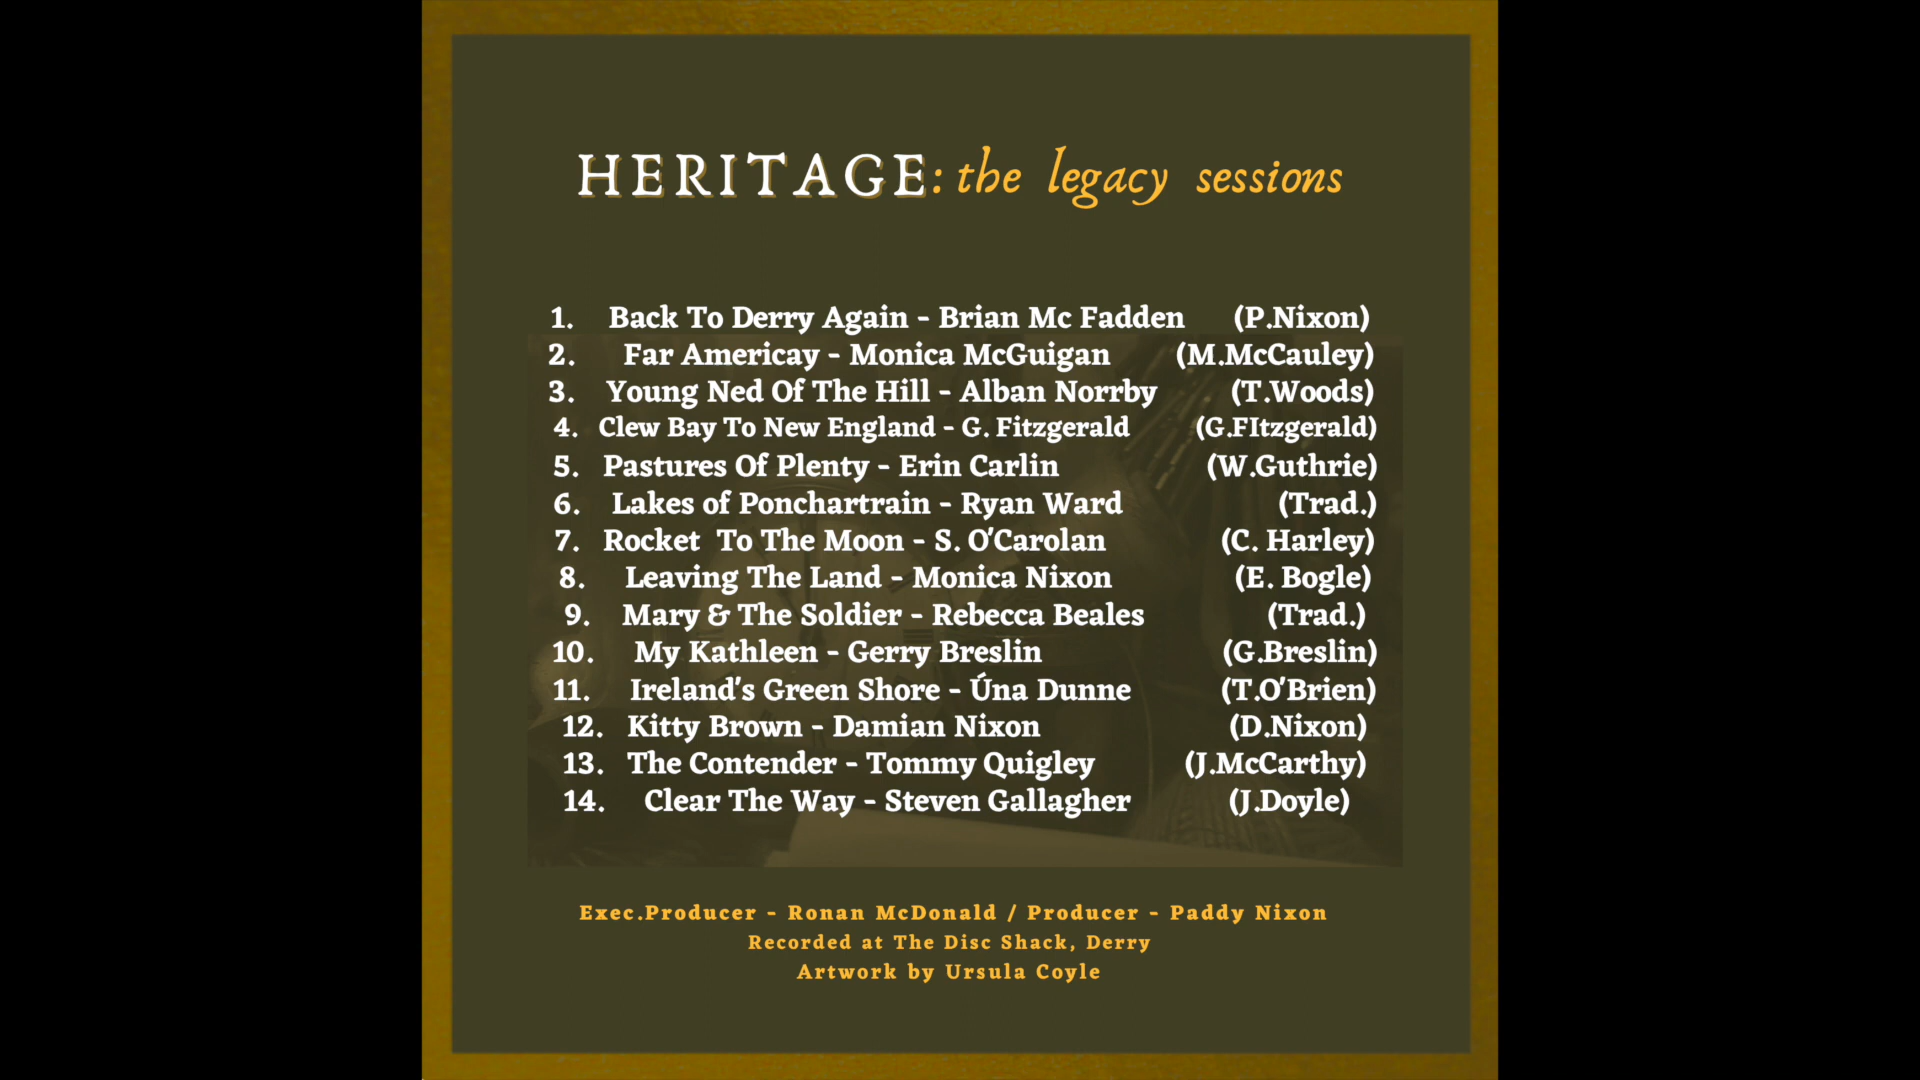 HERITAGE: the legacy sessions
1. Back To Derry Again - Brian Mc Fadden (P.Nixon)
2. Far Americay - Monica McGuigan (M.McCauley)
3. Young Ned Of The Hill - Alban Norrby (T.Woods)
4. Clew Bay To New England - G. Fitzgerald (G.FItzgerald)
5. Pastures Of Plenty - Erin Carlin (W.Guthrie)
6. Lakes of Ponchartrain - Ryan Ward (Trad.)
7. Rocket To The Moon - S. O'Carolan (C. Harley)
8. Leaving The Land - Monica Nixon (E. Bogle)
9. Mary & The Soldier - Rebecca Beales (Trad.)
10. My Kathleen - Gerry Breslin (G.Breslin)
11. Ireland's Green Shore - Úna Dunne (T.O'Brien)
12. Kitty Brown - Damian Nixon (D.Nixon)
13. The Contender - Tommy Quigley (J.McCarthy)
14. Clear The Way - Steven Gallagher (J.Doyle)
Exec.Producer - Ronan McDonald / Producer - Paddy Nixon
Recorded at The Disc Shack, Derry
Artwork by Ursula Coyle